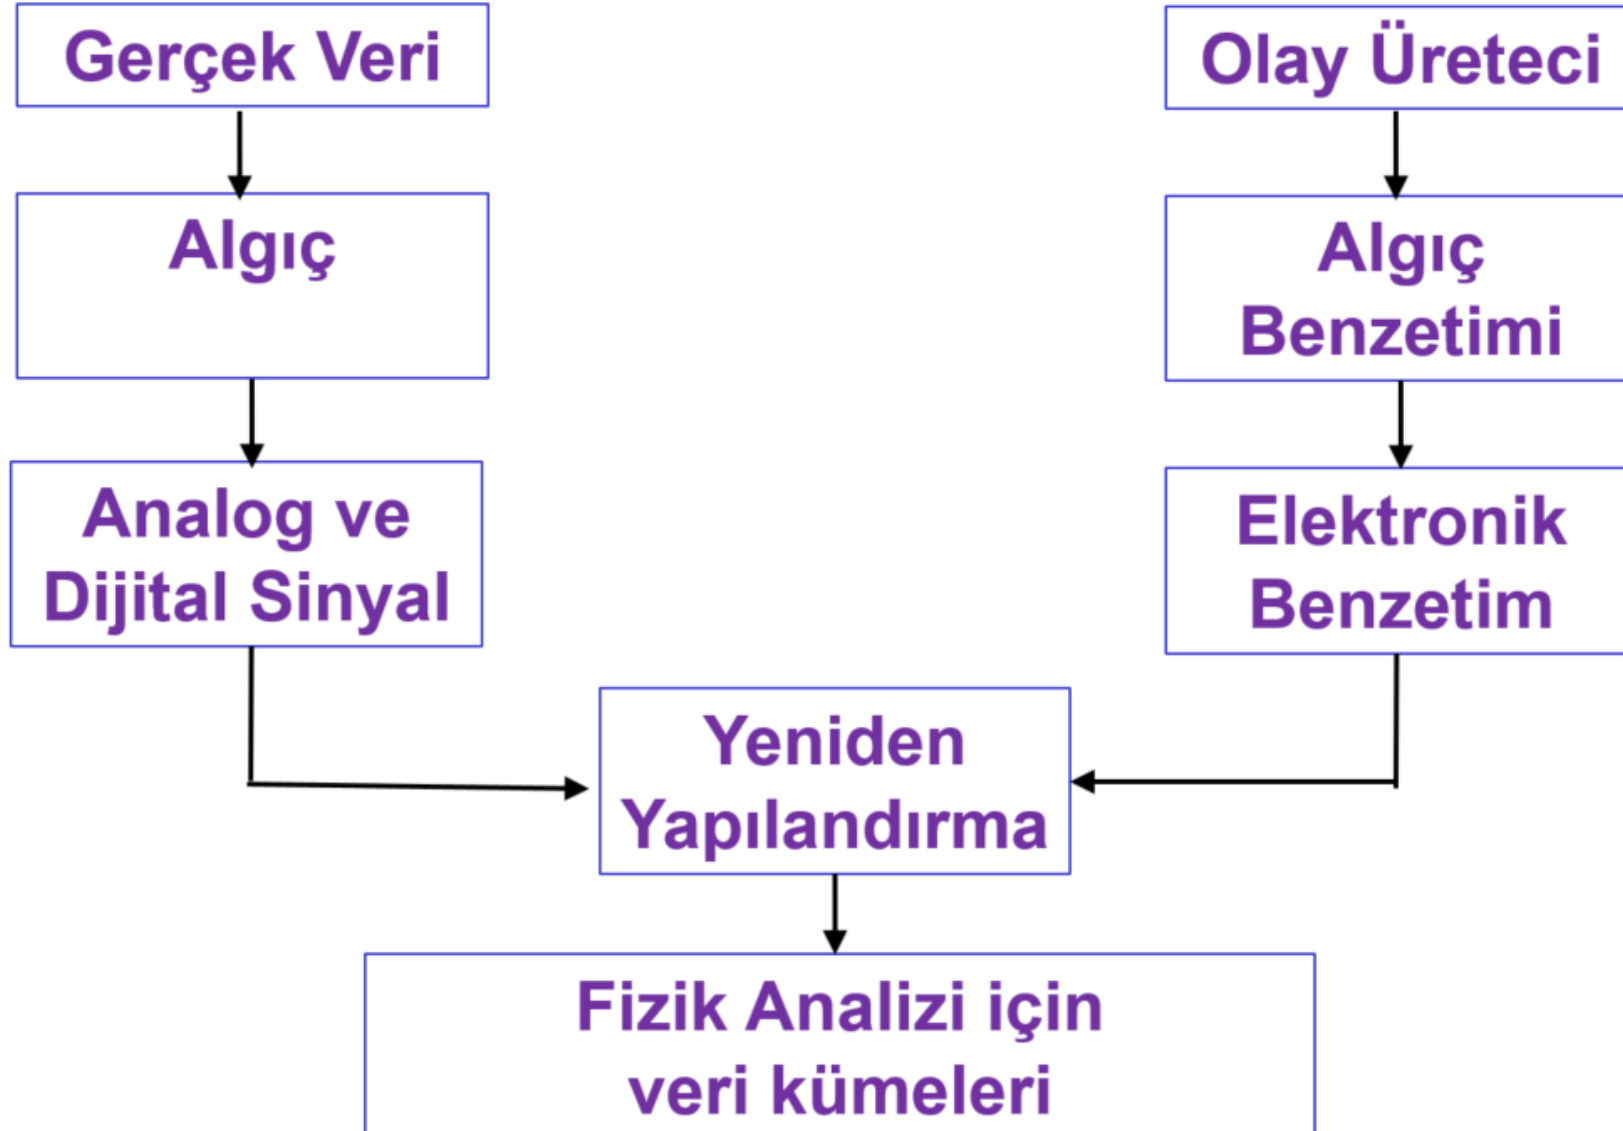 Gerçek Veri
Olay Üreteci
Algıç
Algıç
Benzetimi
Analog ve
Dijital Sinyal
Elektronik
Benzetim
Yeniden
Yapılandırma
Fizik Analizi için
veri kümeleri